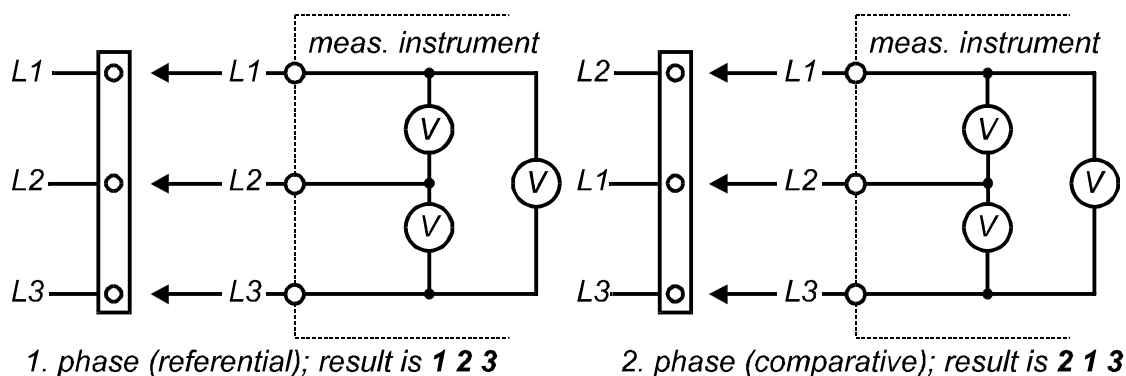 meas. instrument
L1 L1
V
L2 L2
V
V
L3 L3
1. phase (referential); result is 1 2 3
meas. instrument
L2 L1
V
L1 L2
V
V
L3 L3
2. phase (comparative); result is 2 1 3